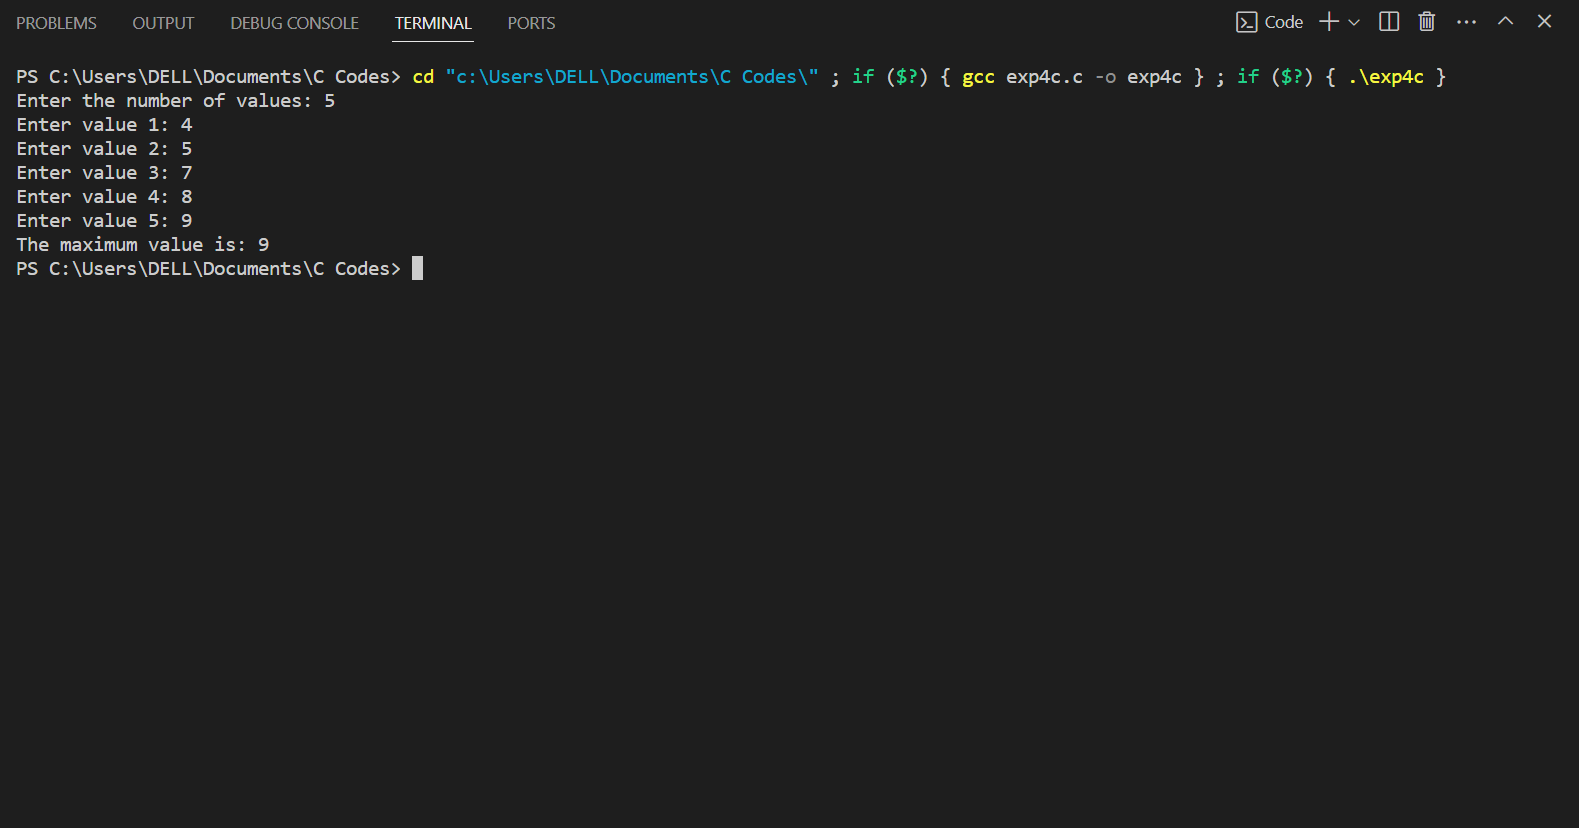 PROBLEMS OUTPUT DEBUG CONSOLE TERMINAL PORTS Code
PS C:\Users\DELL\Documents\C Codes> cd "c:\Users\DELL\Documents\C Codes\" ; if ($?) { gcc exp4c.c -o exp4c } ; if ($?) { .\exp4c }
Enter the number of values: 5
Enter value 1: 4
Enter value 2: 5
Enter value 3: 7
Enter value 4: 8
Enter value 5: 9
The maximum value is: 9
PS C:\Users\DELL\Documents\C Codes>